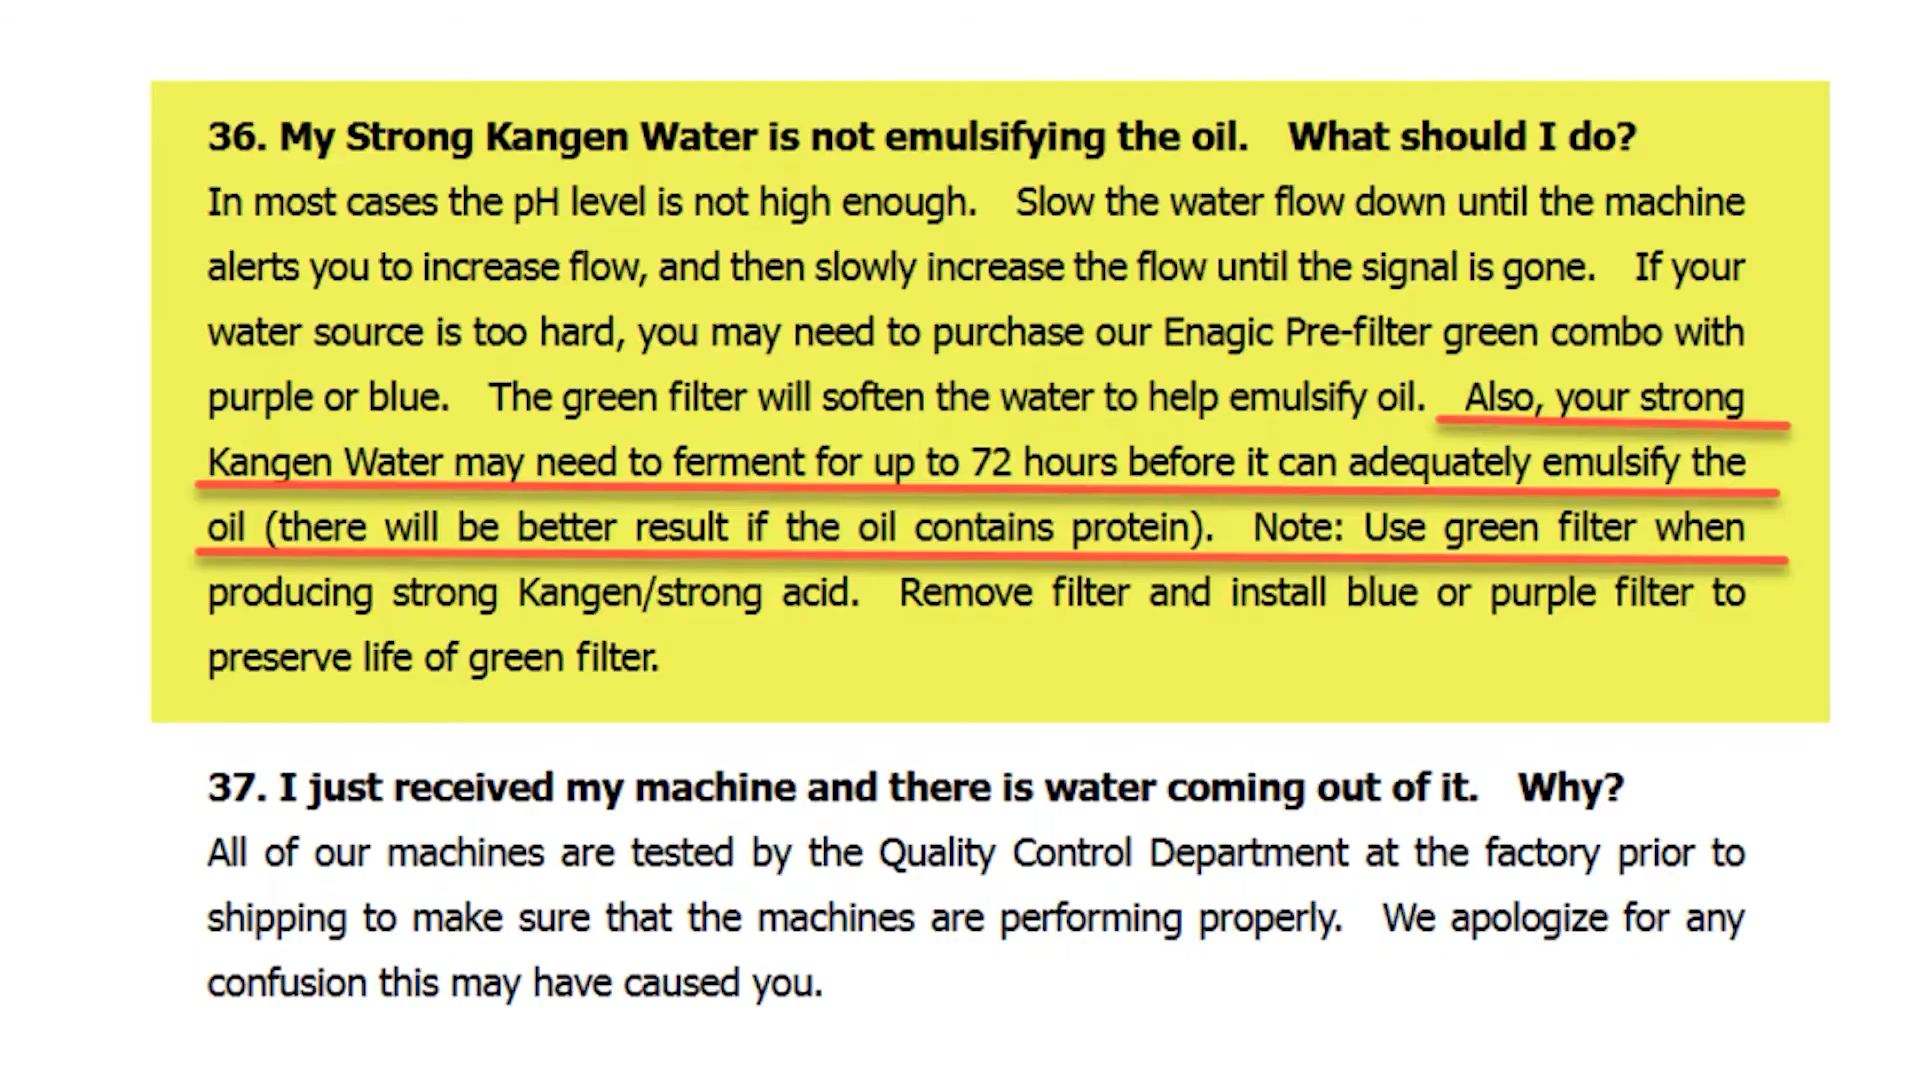 36. My Strong Kangen Water is not emulsifying the oil. What should I do?
In most cases the pH level is not high enough. Slow the water flow down until the machine
alerts you to increase flow, and then slowly increase the flow until the signal is gone. If your
water source is too hard, you may need to purchase our Enagic Pre-filter green combo with
purple or blue. The green filter will soften the water to help emulsify oil. Also, your strong
Kangen Water may need to ferment for up to 72 hours before it can adequately emulsify the
oil (there will be better result if the oil contains protein). Note: Use green filter when
producing strong Kangen/strong acid. Remove filter and install blue or purple filter to
preserve life of green filter.
37. I just received my machine and there is water coming out of it. Why?
All of our machines are tested by the Quality Control Department at the factory prior to
shipping to make sure that the machines are performing properly. We apologize for any
confusion this may have caused you.